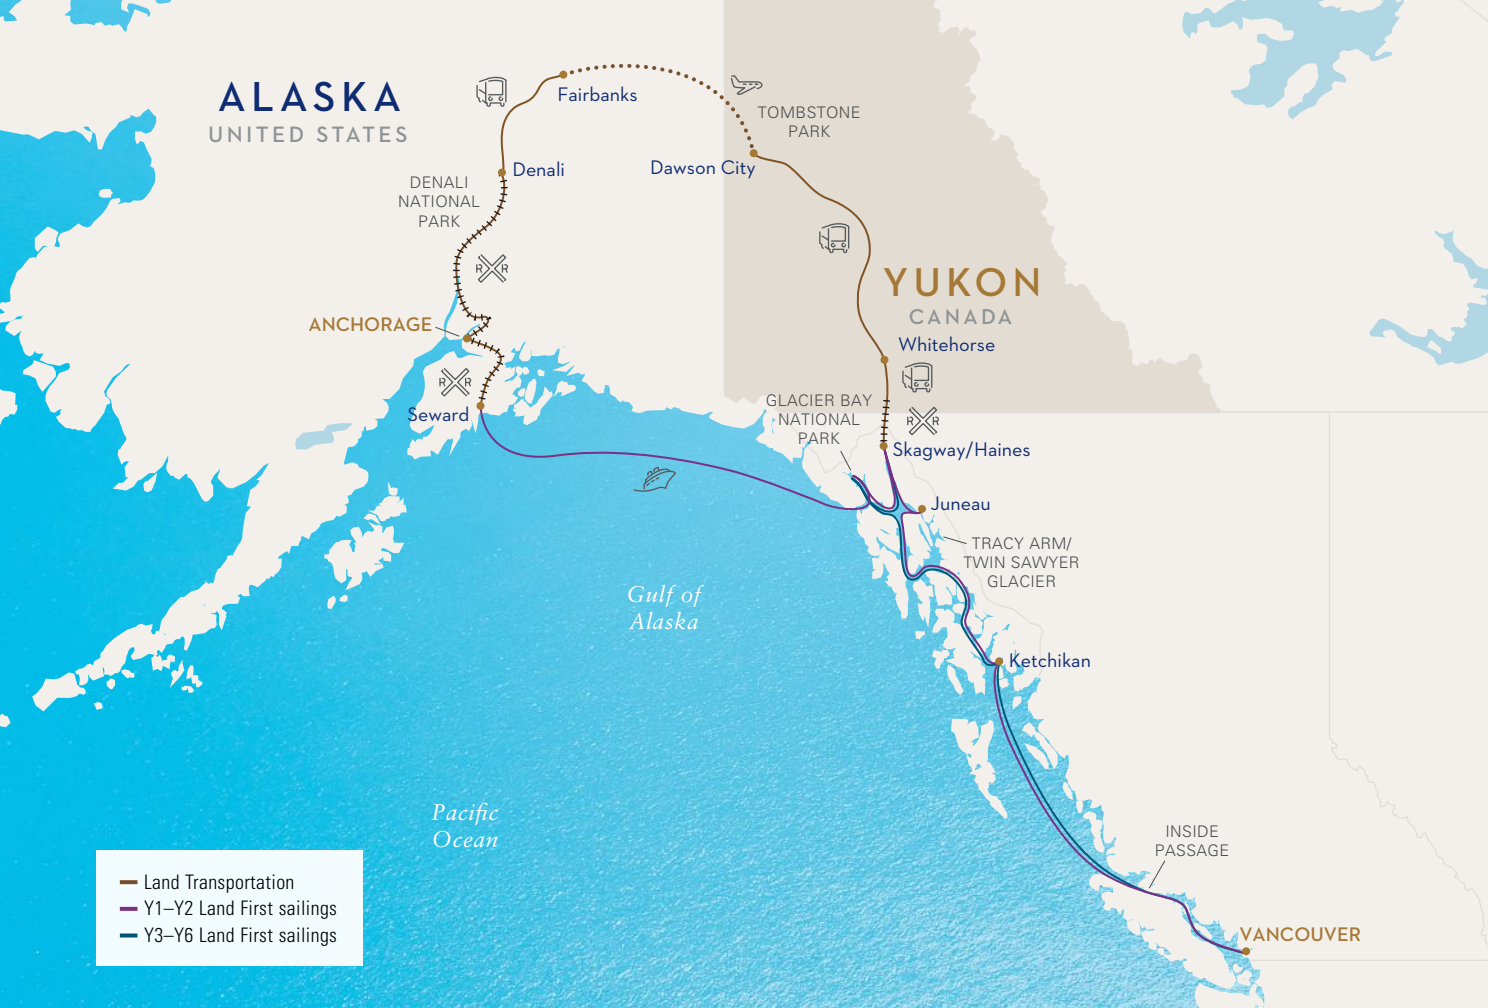 ALASKA
UNITED STATES
Fairbanks
TOMBSTONE
PARK
Dawson City
Denali
DENALI
NATIONAL
PARK
R R
YUKON
CANADA
ANCHORAGE
Whitehorse
R R
Seward
GLACIER BAY
NATIONAL
PARK
R R
Skagway/Haines
Juneau
TRACY ARM/
TWIN SAWYER
GLACIER
Gulf of
Alaska
Ketchikan
Pacific
Ocean
INSIDE
PASSAGE
VANCOUVER
Land Transportation
Y1–Y2 Land First sailings
Y3–Y6 Land First sailings